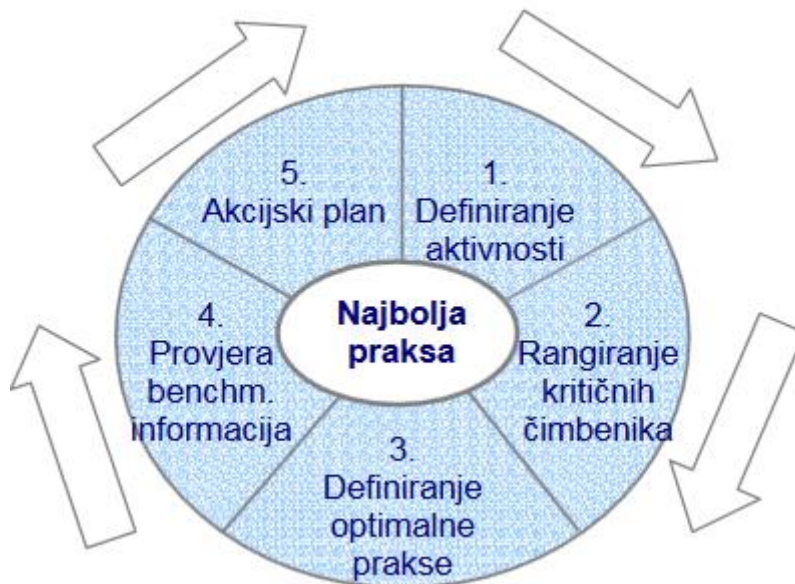 1.
Definiranje
aktivnosti
2.
Rangiranje
kritičnih
čimbenika
3.
Definiranje
optimalne
prakse
4.
Provjera
benchm.
informacija
5.
Akcijski plan
Najbolja
praksa